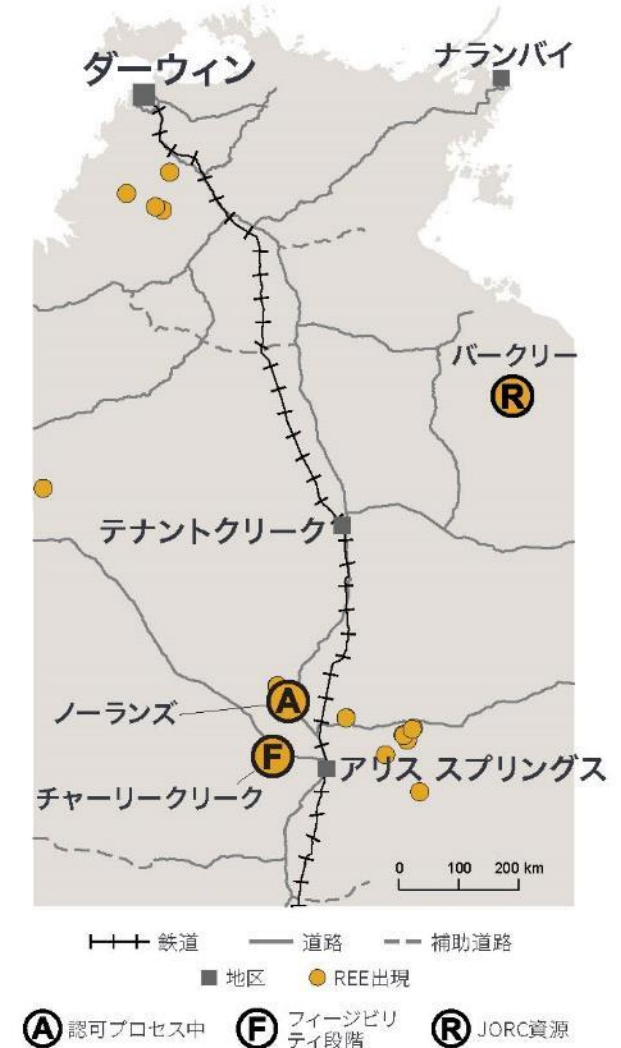 ダーウィン
ナランバイ
バークリー
R
テナントクリーク
ノーランズ
A
F
アリス スプリングス
チャーリークリーク
0 100 200 km
鉄道 道路 補助道路
地区 REE出現
A 認可プロセス中 F フィージビリ
ティ段階 R JORC資源